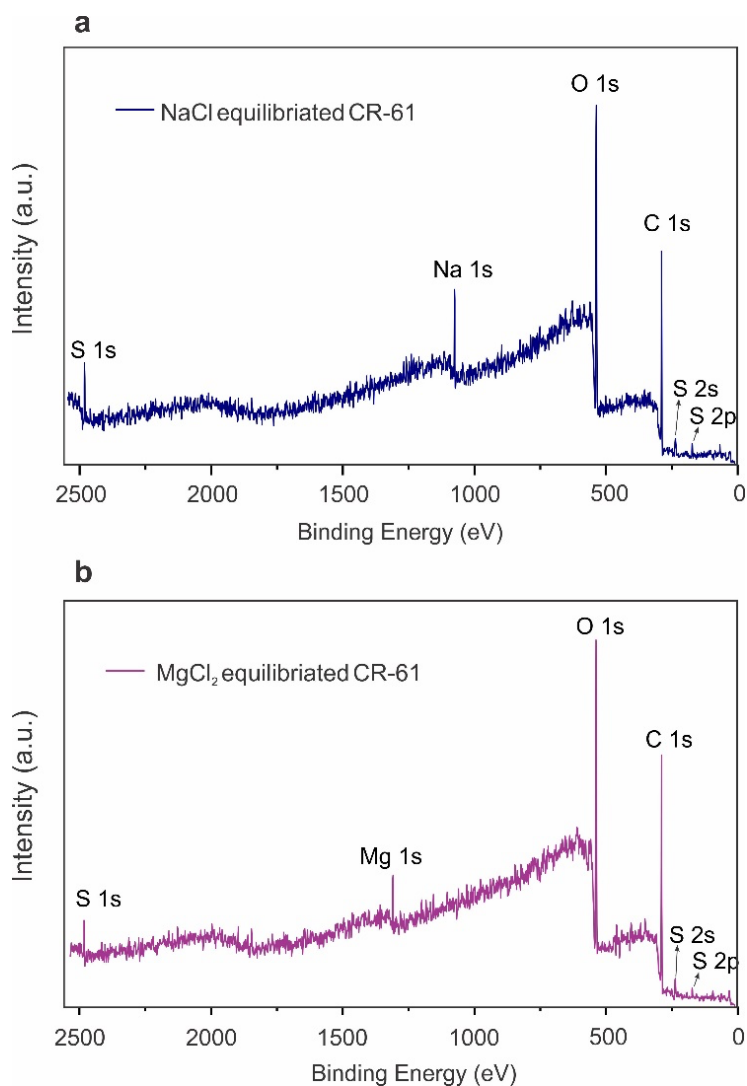 a
NaCl equilibriated CR-61
O 1s
C 1s
Na 1s
S 1s
S 2s
S 2p
Intensity (a.u.)
2500 2000 1500 1000 500 0
Binding Energy (eV)
b
MgCl₂ equilibriated CR-61
O 1s
C 1s
Mg 1s
S 1s
S 2s
S 2p
Intensity (a.u.)
2500 2000 1500 1000 500 0
Binding Energy (eV)